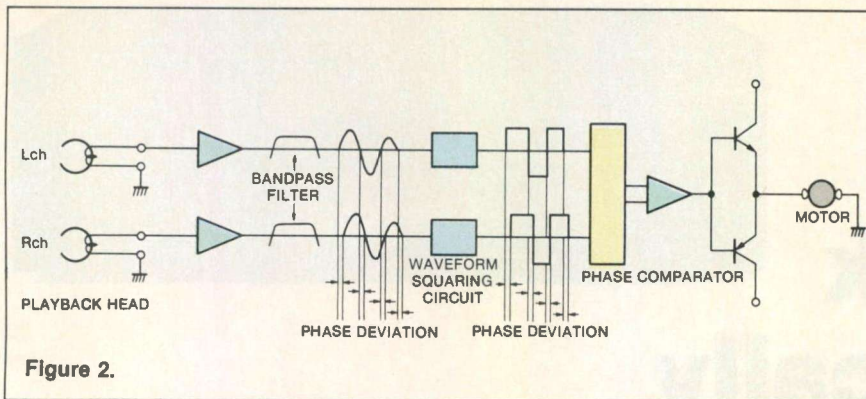 Lch
BANDPASS
FILTER
Rch
WAVEFORM
SQUARING
CIRCUIT
PHASE COMPARATOR
MOTOR
PLAYBACK HEAD
PHASE DEVIATION
PHASE DEVIATION
Figure 2.